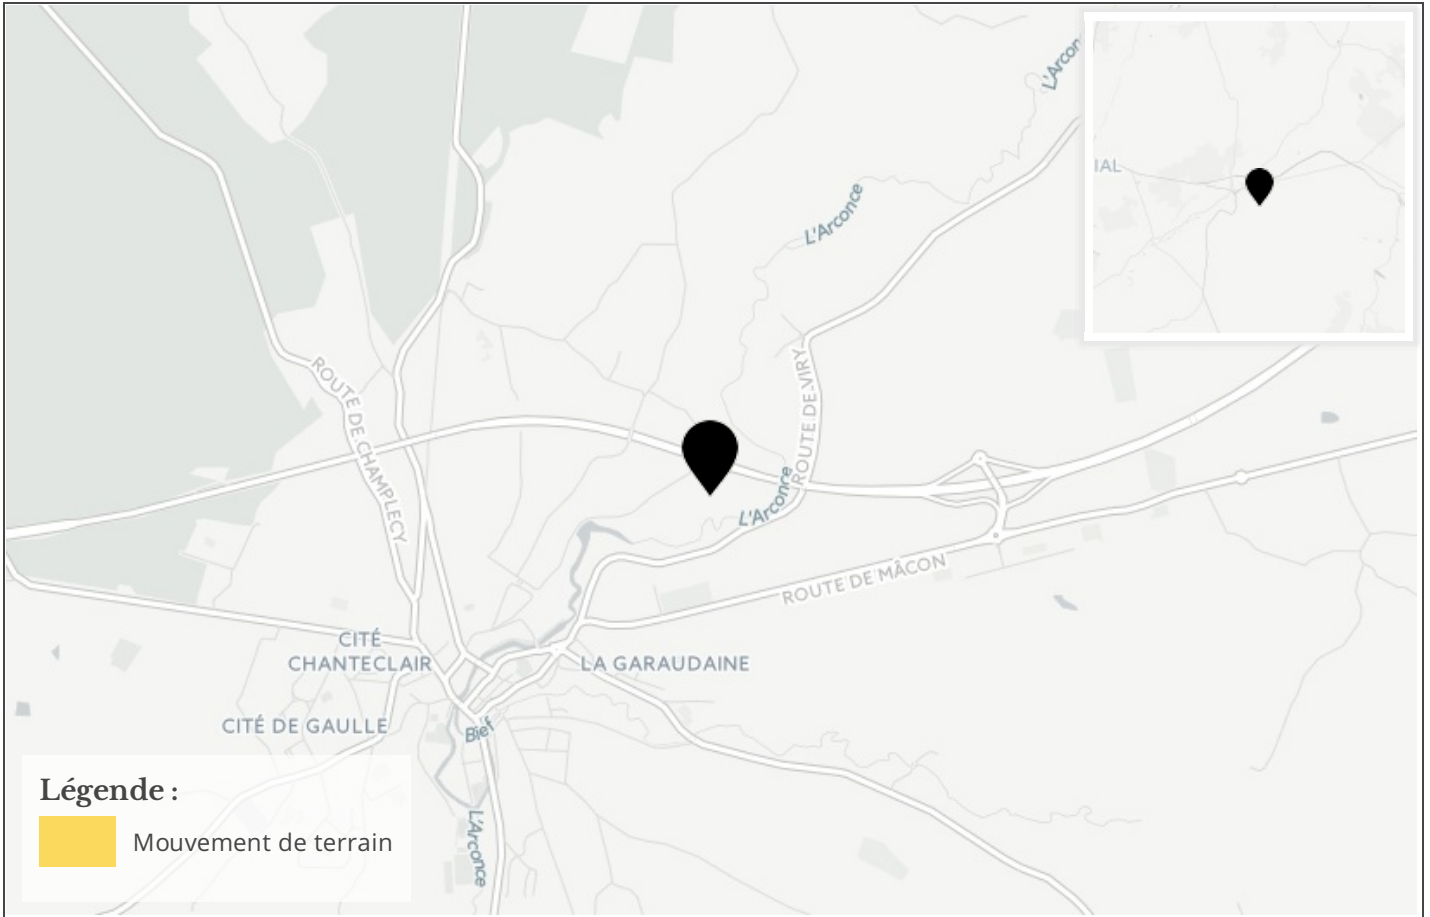 L'Arcon
IAL
L'Arconce
ROUTE DE VIRY
ROUTE DE CHAMPLECY
L'Arconce
ROUTE DE MÂCON
CITÉ
CHANTECLAIR
LA GARAUDAINE
CITÉ DE GAULLE
Bief
L'Arconce
Légende :
Mouvement de terrain